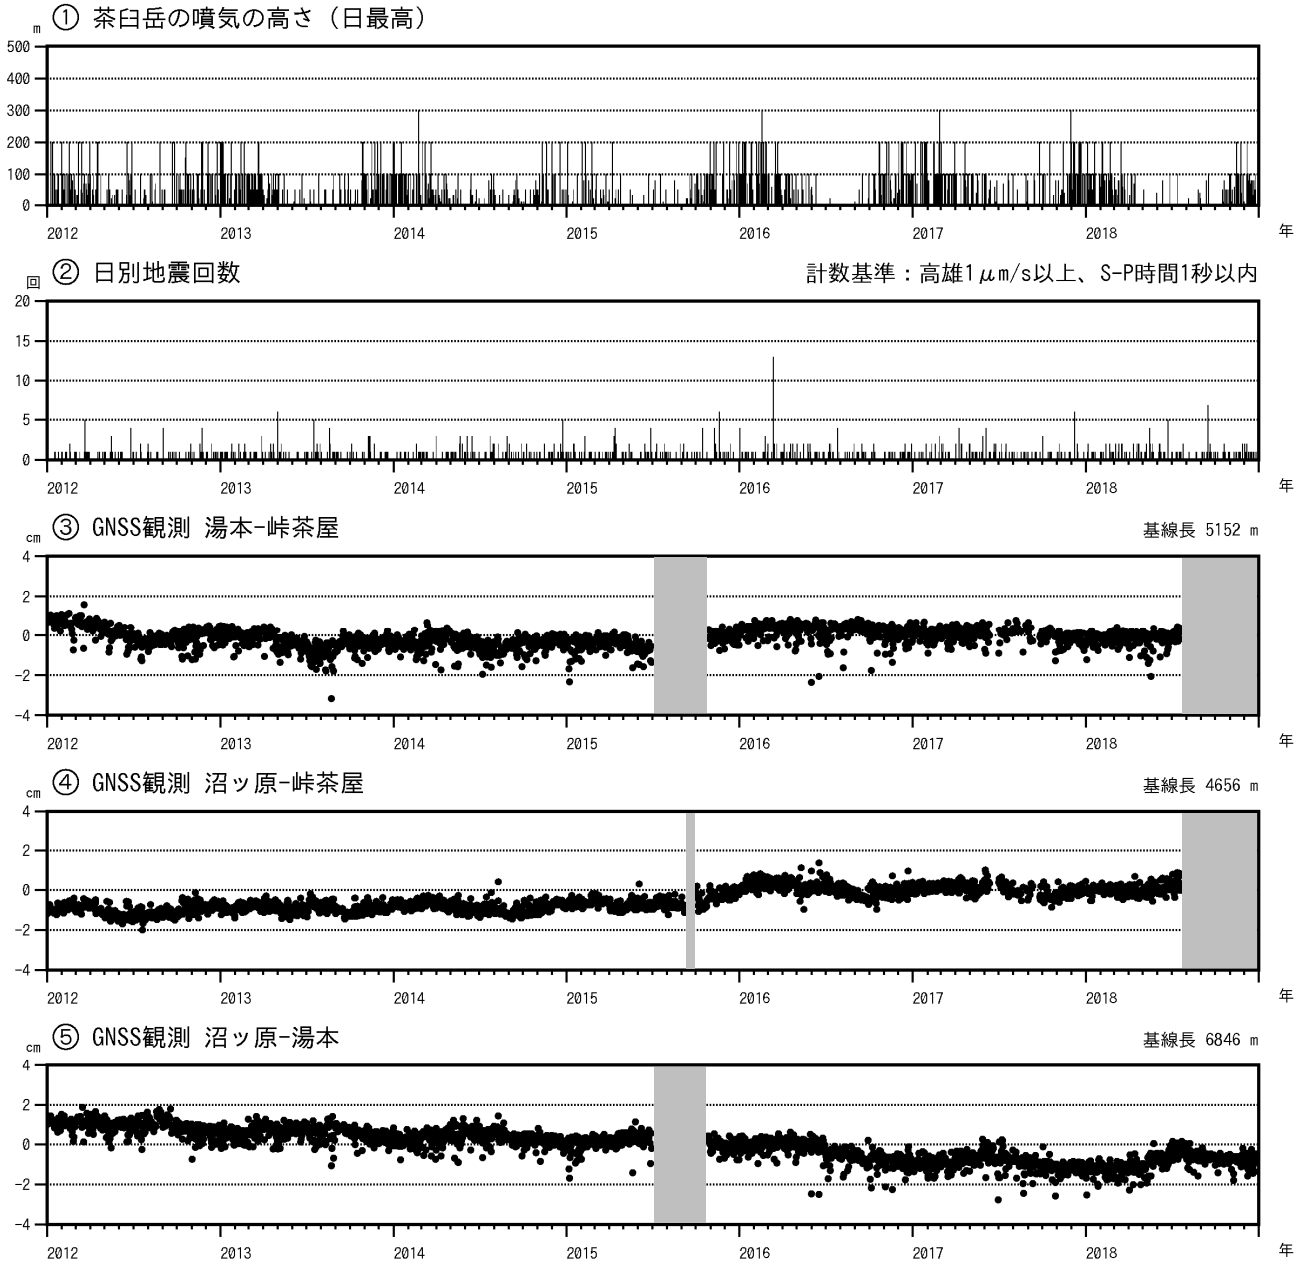 ① 茶臼岳の噴気の高さ（日最高）
m
500
400
300
200
100
0
2012 2013 2014 2015 2016 2017 2018 年
② 日別地震回数 計数基準：高雄1μm/s以上、S-P時間1秒以内
回
20
15
10
5
0
2012 2013 2014 2015 2016 2017 2018 年
③ GNSS観測 湯本-峠茶屋 基線長 5152 m
cm
4
2
0
-2
-4
2012 2013 2014 2015 2016 2017 2018 年
④ GNSS観測 沼ッ原-峠茶屋 基線長 4656 m
cm
4
2
0
-2
-4
2012 2013 2014 2015 2016 2017 2018 年
⑤ GNSS観測 沼ッ原-湯本 基線長 6846 m
cm
4
2
0
-2
-4
2012 2013 2014 2015 2016 2017 2018 年